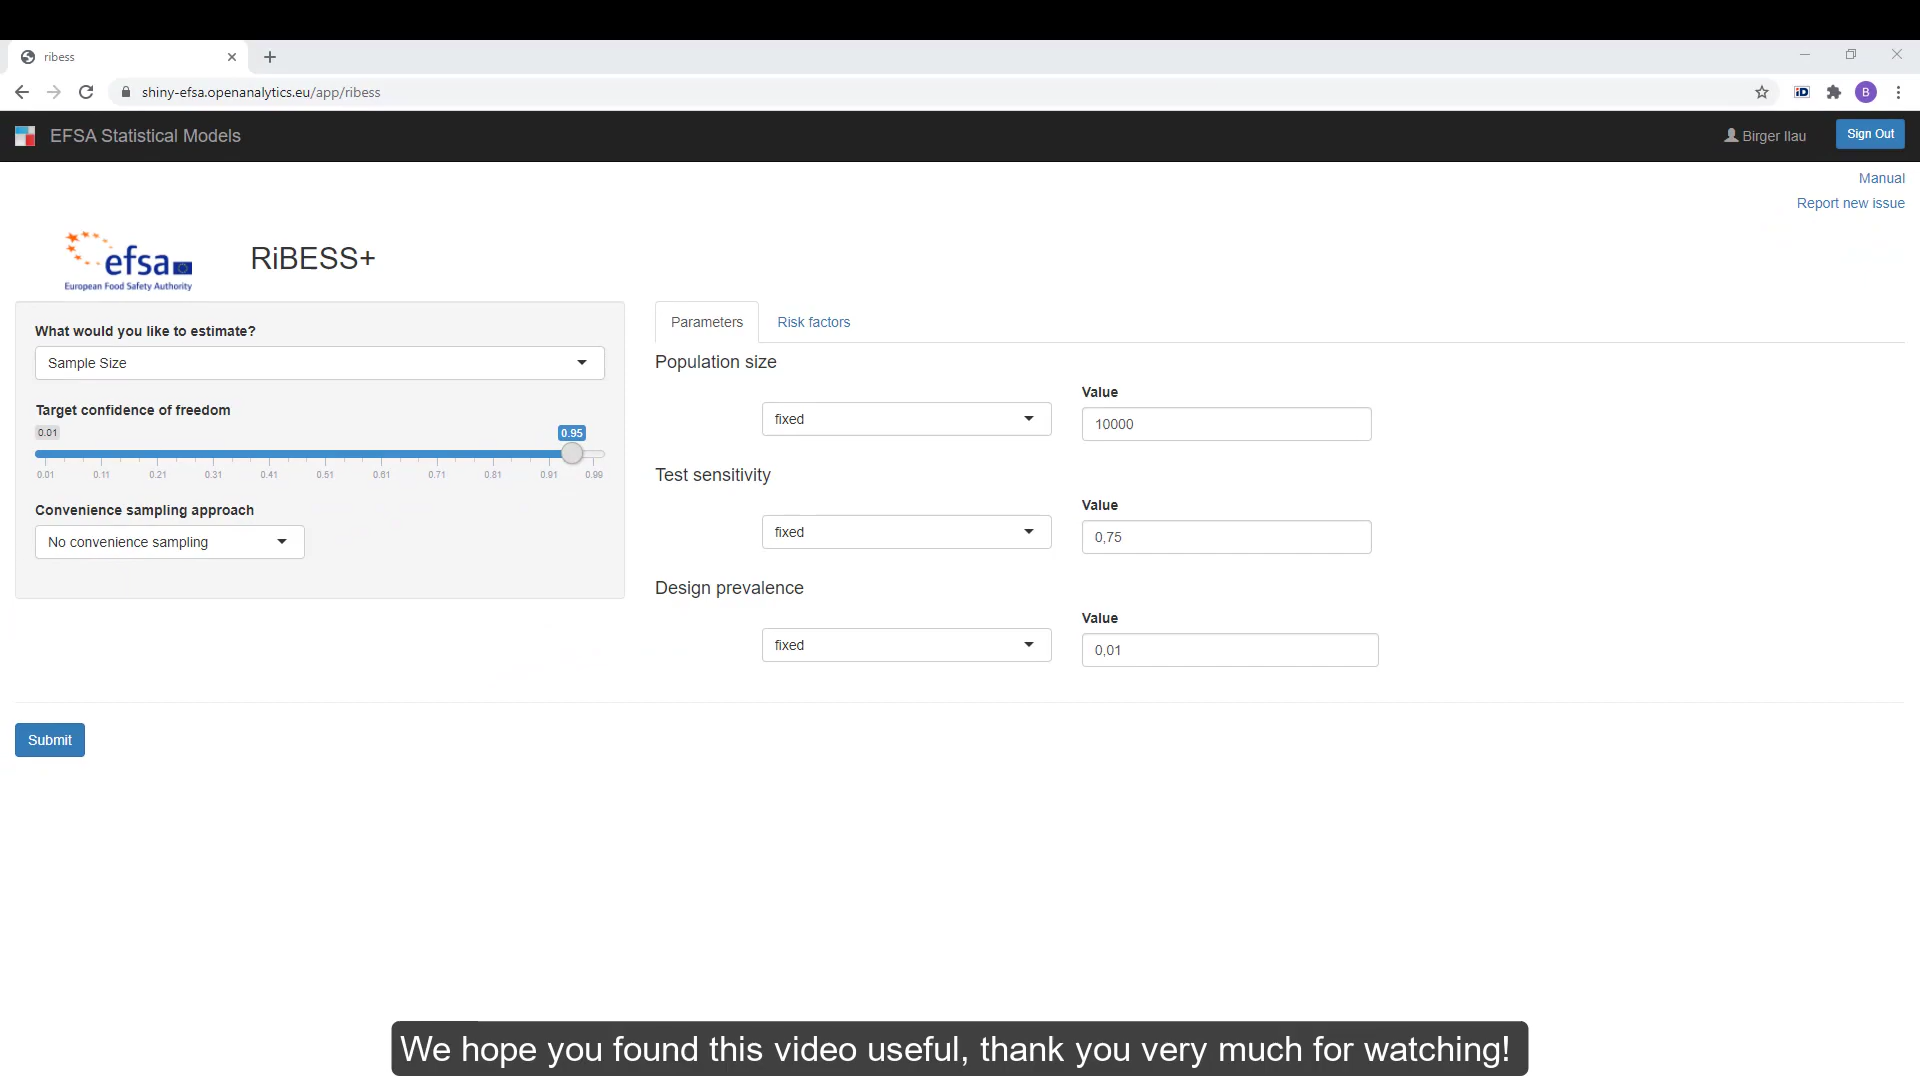 ribess
shiny-efsa.openanalytics.eu/app/ribess
iD
B
EFSA Statistical Models
Birger Ilau
Sign Out
Manual
Report new issue
efsa
European Food Safety Authority
RiBESS+
What would you like to estimate?
Sample Size
Target confidence of freedom
0.01
0.95
0.01 0.11 0.21 0.31 0.41 0.51 0.61 0.71 0.81 0.91 0.99
Convenience sampling approach
No convenience sampling
Parameters
Risk factors
Population size
Value
fixed
10000
Test sensitivity
Value
fixed
0,75
Design prevalence
Value
fixed
0,01
Submit
We hope you found this video useful, thank you very much for watching!